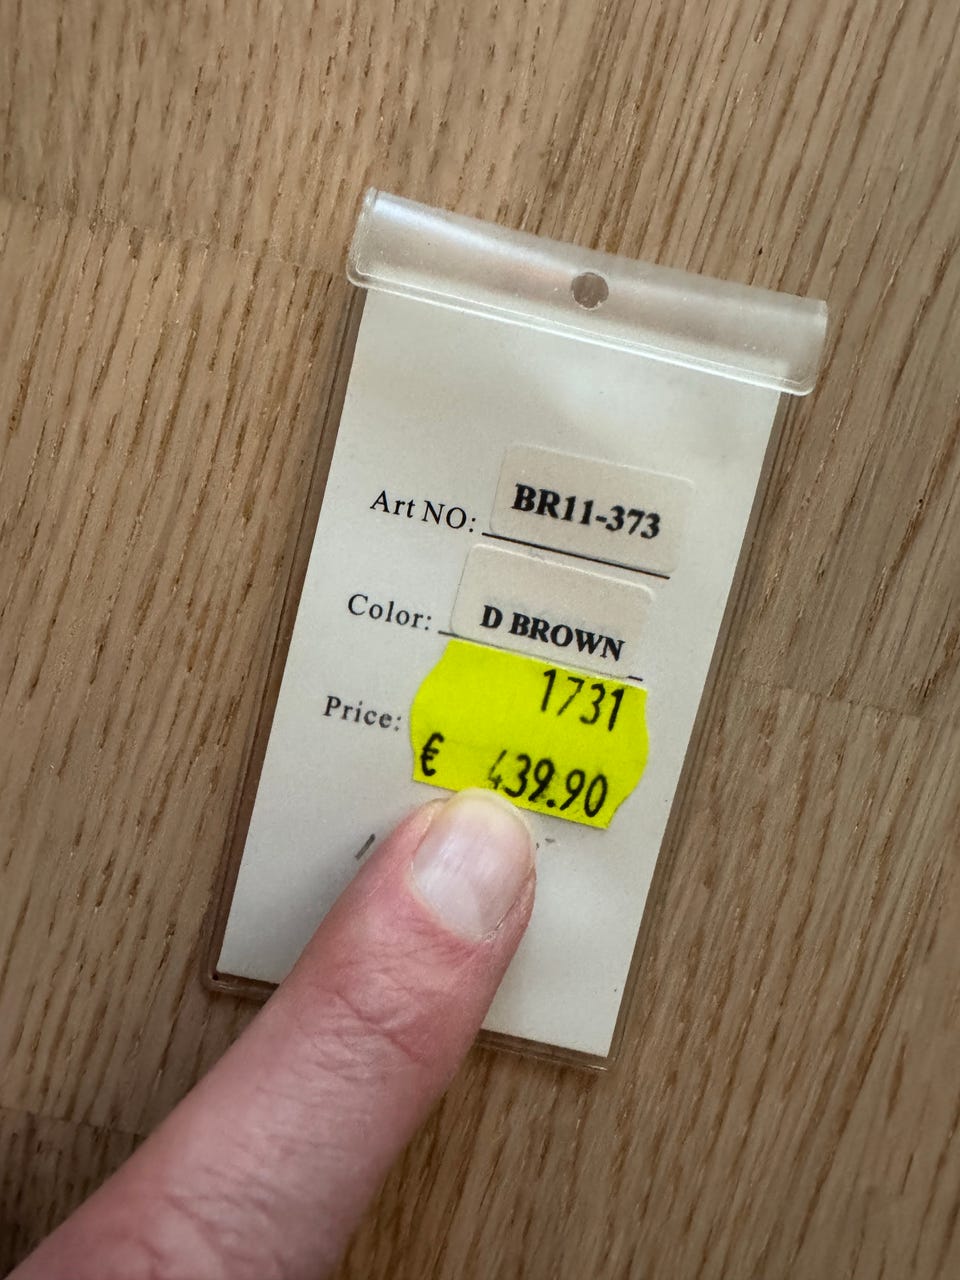 Art NO: BR11-373
Color: D BROWN
1731
Price:
€ 439.90